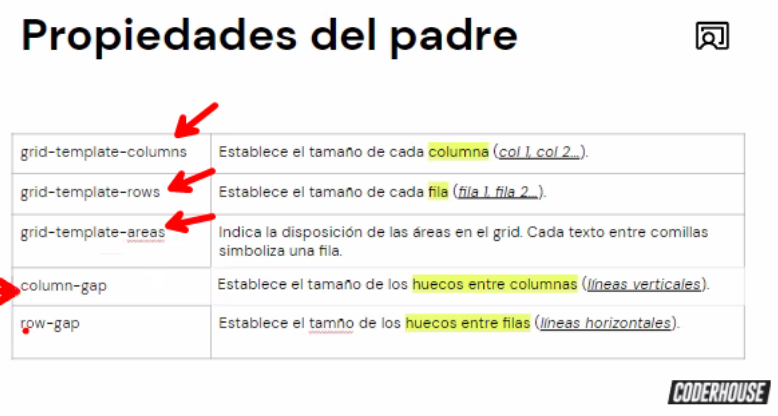 Propiedades del padre
grid-template-columns Establece el tamaño de cada columna (col 1, col 2...).
grid-template-rows Establece el tamaño de cada fila (fila 1, fila 2...).
grid-template-areas Indica la disposición de las áreas en el grid. Cada texto entre comillas
simboliza una fila.
column-gap Establece el tamaño de los huecos entre columnas (líneas verticales).
row-gap Establece el tamño de los huecos entre filas (líneas horizontales).
CODERHOUSE